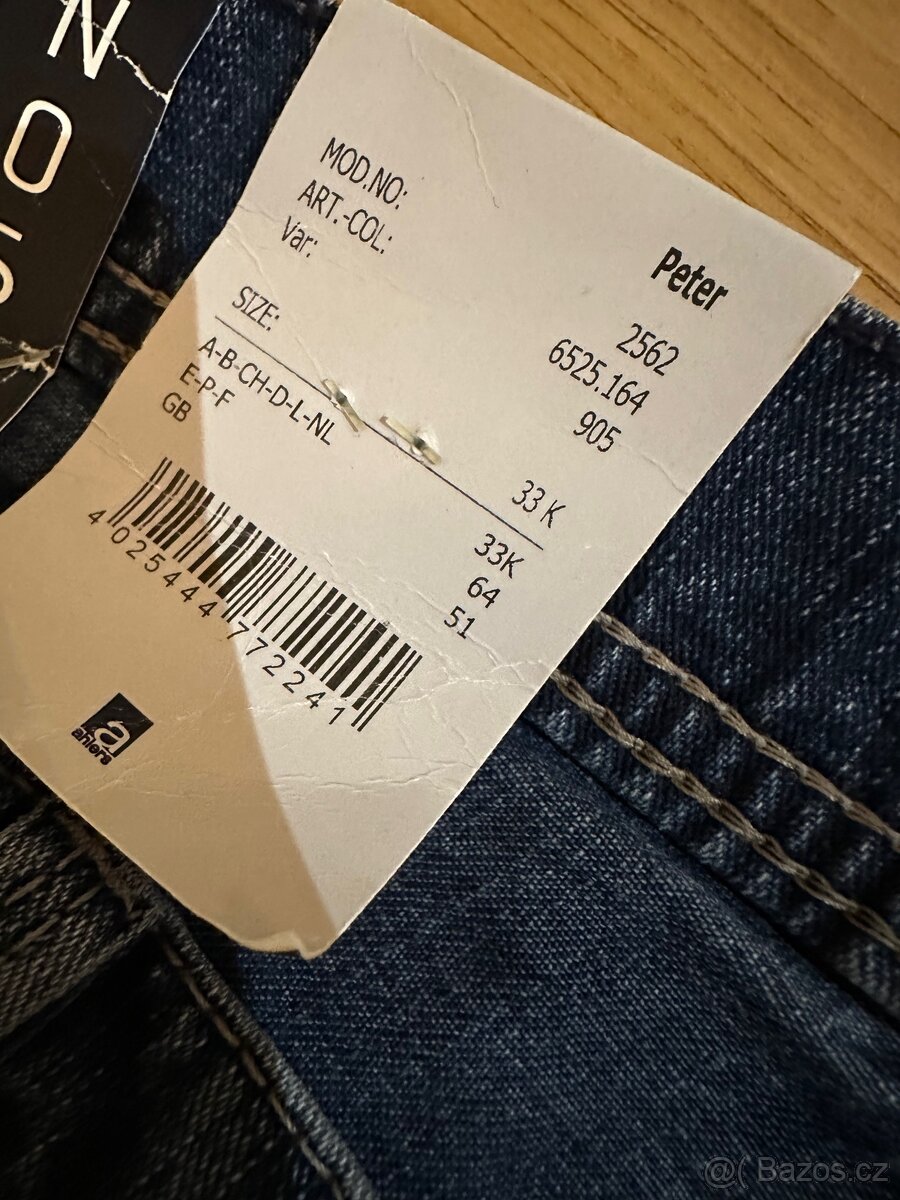 N
O
Peter
MOD.NO: 2562
ART.-COL: 6525.164
Var: 905
SIZE: 33 K
A-B-CH-D-L-NL 33K
E-P-F 64
GB 51
4 025444 772241
a
ahlers
@( Bazos.cz